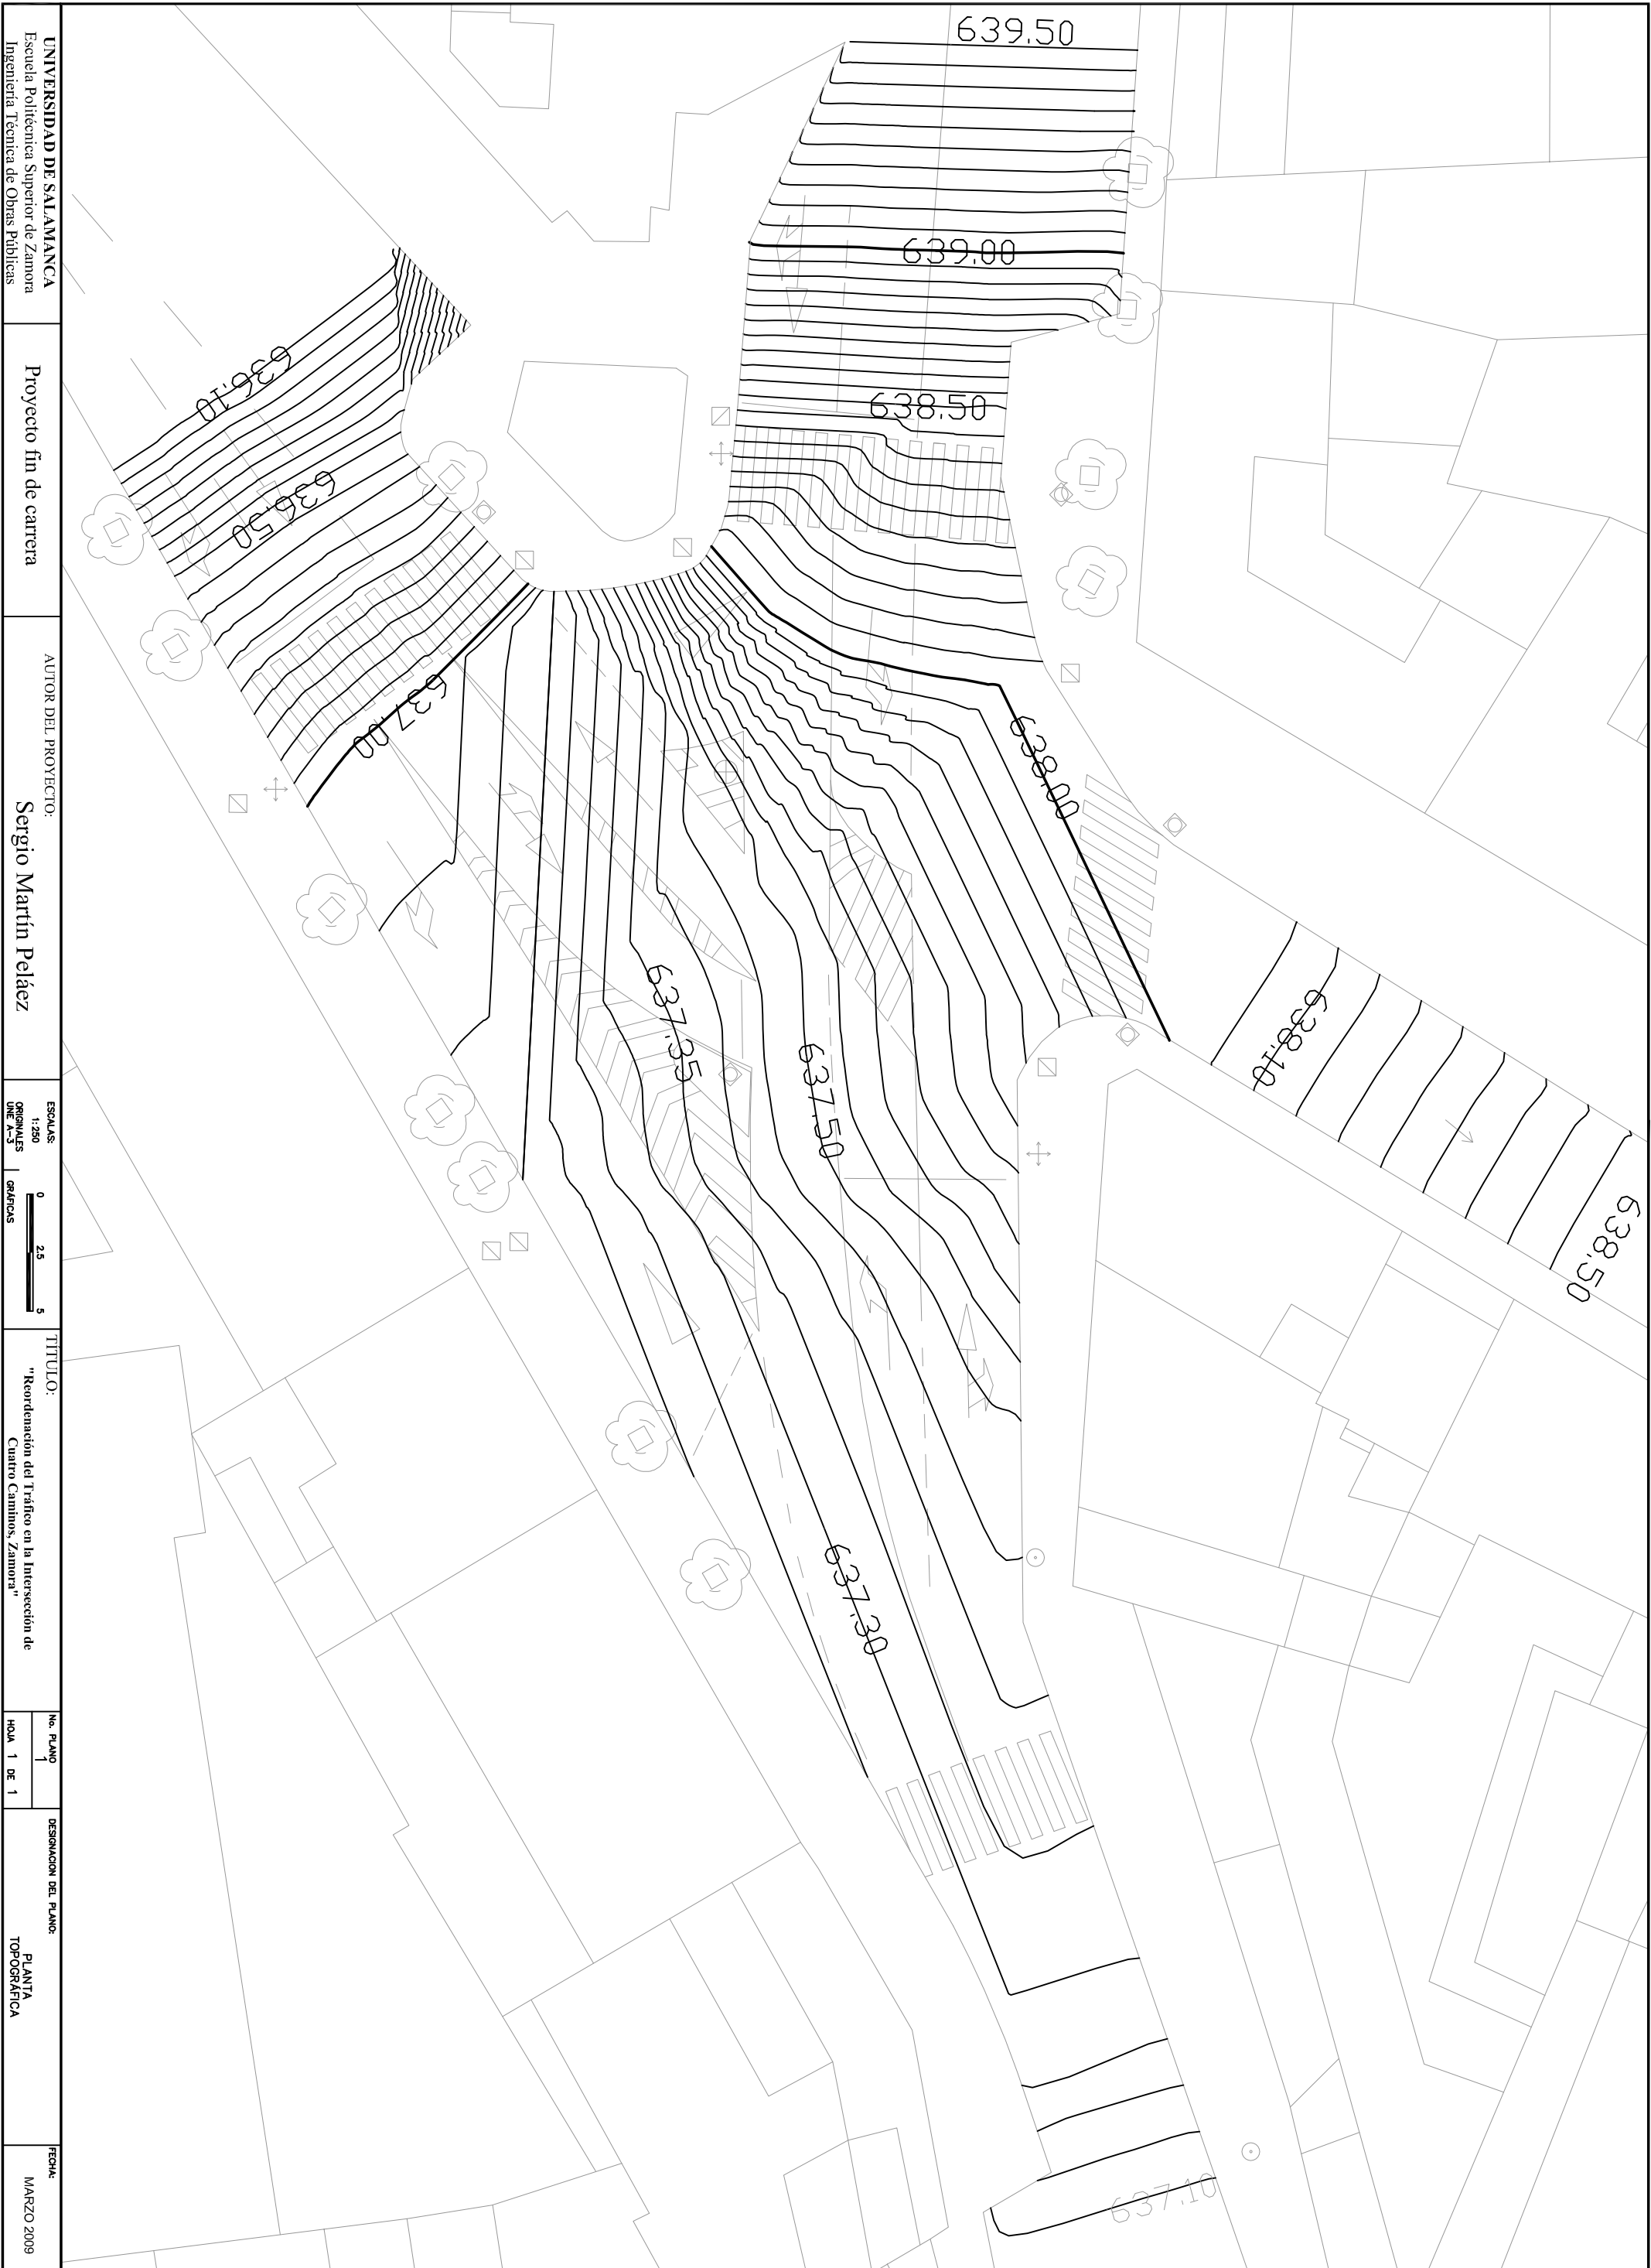 UNIVERSIDAD DE SALAMANCA
Escuela Politécnica Superior de Zamora
Ingeniería Técnica de Obras Públicas
Proyecto fin de carrera
AUTOR DEL PROYECTO:
Sergio Martín Peláez
ESCALAS:
1:250
ORIGINALES
UNE A-3
GRÁFICAS
0 2.5 5
TÍTULO:
"Reordenación del Tráfico en la Intersección de
Cuatro Caminos, Zamora"
No. PLANO
1
HOJA 1 DE 1
DESIGNACION DEL PLANO:
PLANTA
TOPOGRÁFICA
FECHA:
MARZO 2009
639.50
639.00
638.50
636.10
636.50
637.00
638.00
638.10
638.50
637.35
637.50
637.30
637.10